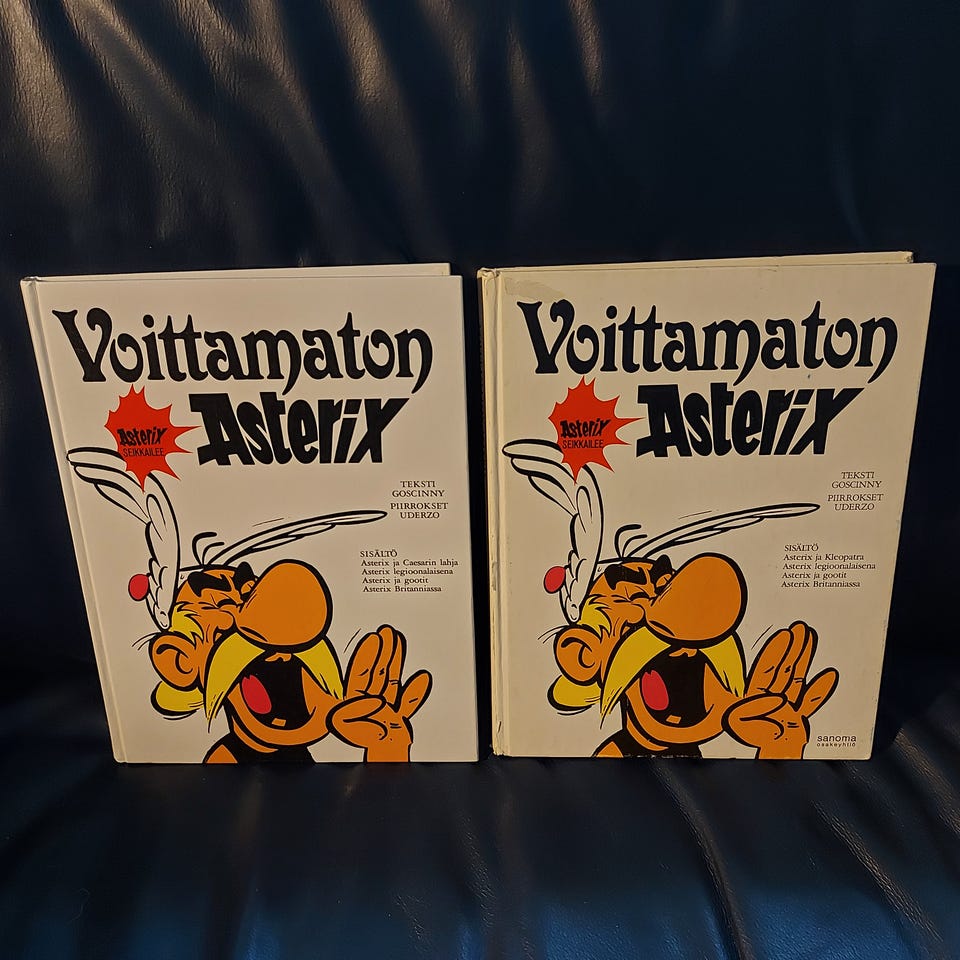 Voittamaton
Asterix
Asterix
SEIKKAILEE
TEKSTI
GOSCINNY
PIIRROKSET
UDERZO
SISÄLTÖ
Asterix ja Caesarin lahja
Asterix legioonalaisena
Asterix ja gootit
Asterix Britanniassa
Voittamaton
Asterix
Asterix
SEIKKAILEE
TEKSTI
GOSCINNY
PIIRROKSET
UDERZO
SISÄLTÖ
Asterix ja Kleopatra
Asterix legioonalaisena
Asterix ja gootit
Asterix Britanniassa
sanoma
osakeyhtiö